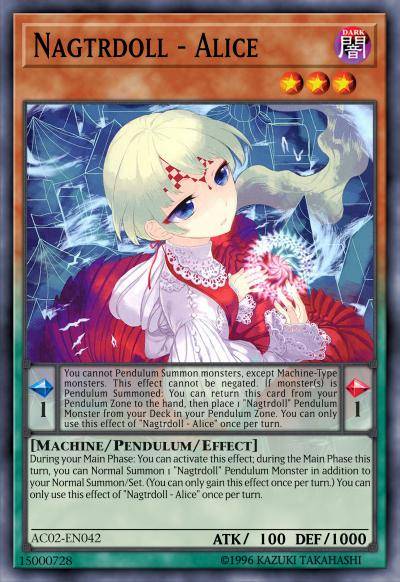 NAGTRDOLL - ALICE
DARK
闇
You cannot Pendulum Summon monsters, except Machine-Type
monsters. This effect cannot be negated. If monster(s) is
Pendulum Summoned: You can return this card from your
Pendulum Zone to the hand, then place 1 "Nagtrdoll" Pendulum
Monster from your Deck in your Pendulum Zone. You can only
use this effect of "Nagtrdoll - Alice" once per turn.
1
1
[MACHINE/PENDULUM/EFFECT]
During your Main Phase: You can activate this effect; during the Main Phase this
turn, you can Normal Summon 1 "Nagtrdoll" Pendulum Monster in addition to
your Normal Summon/Set. (You can only gain this effect once per turn.) You can
only use this effect of "Nagtrdoll - Alice" once per turn.
AC02-EN042
ATK/ 100 DEF/1000
15000728
©1996 KAZUKI TAKAHASHI